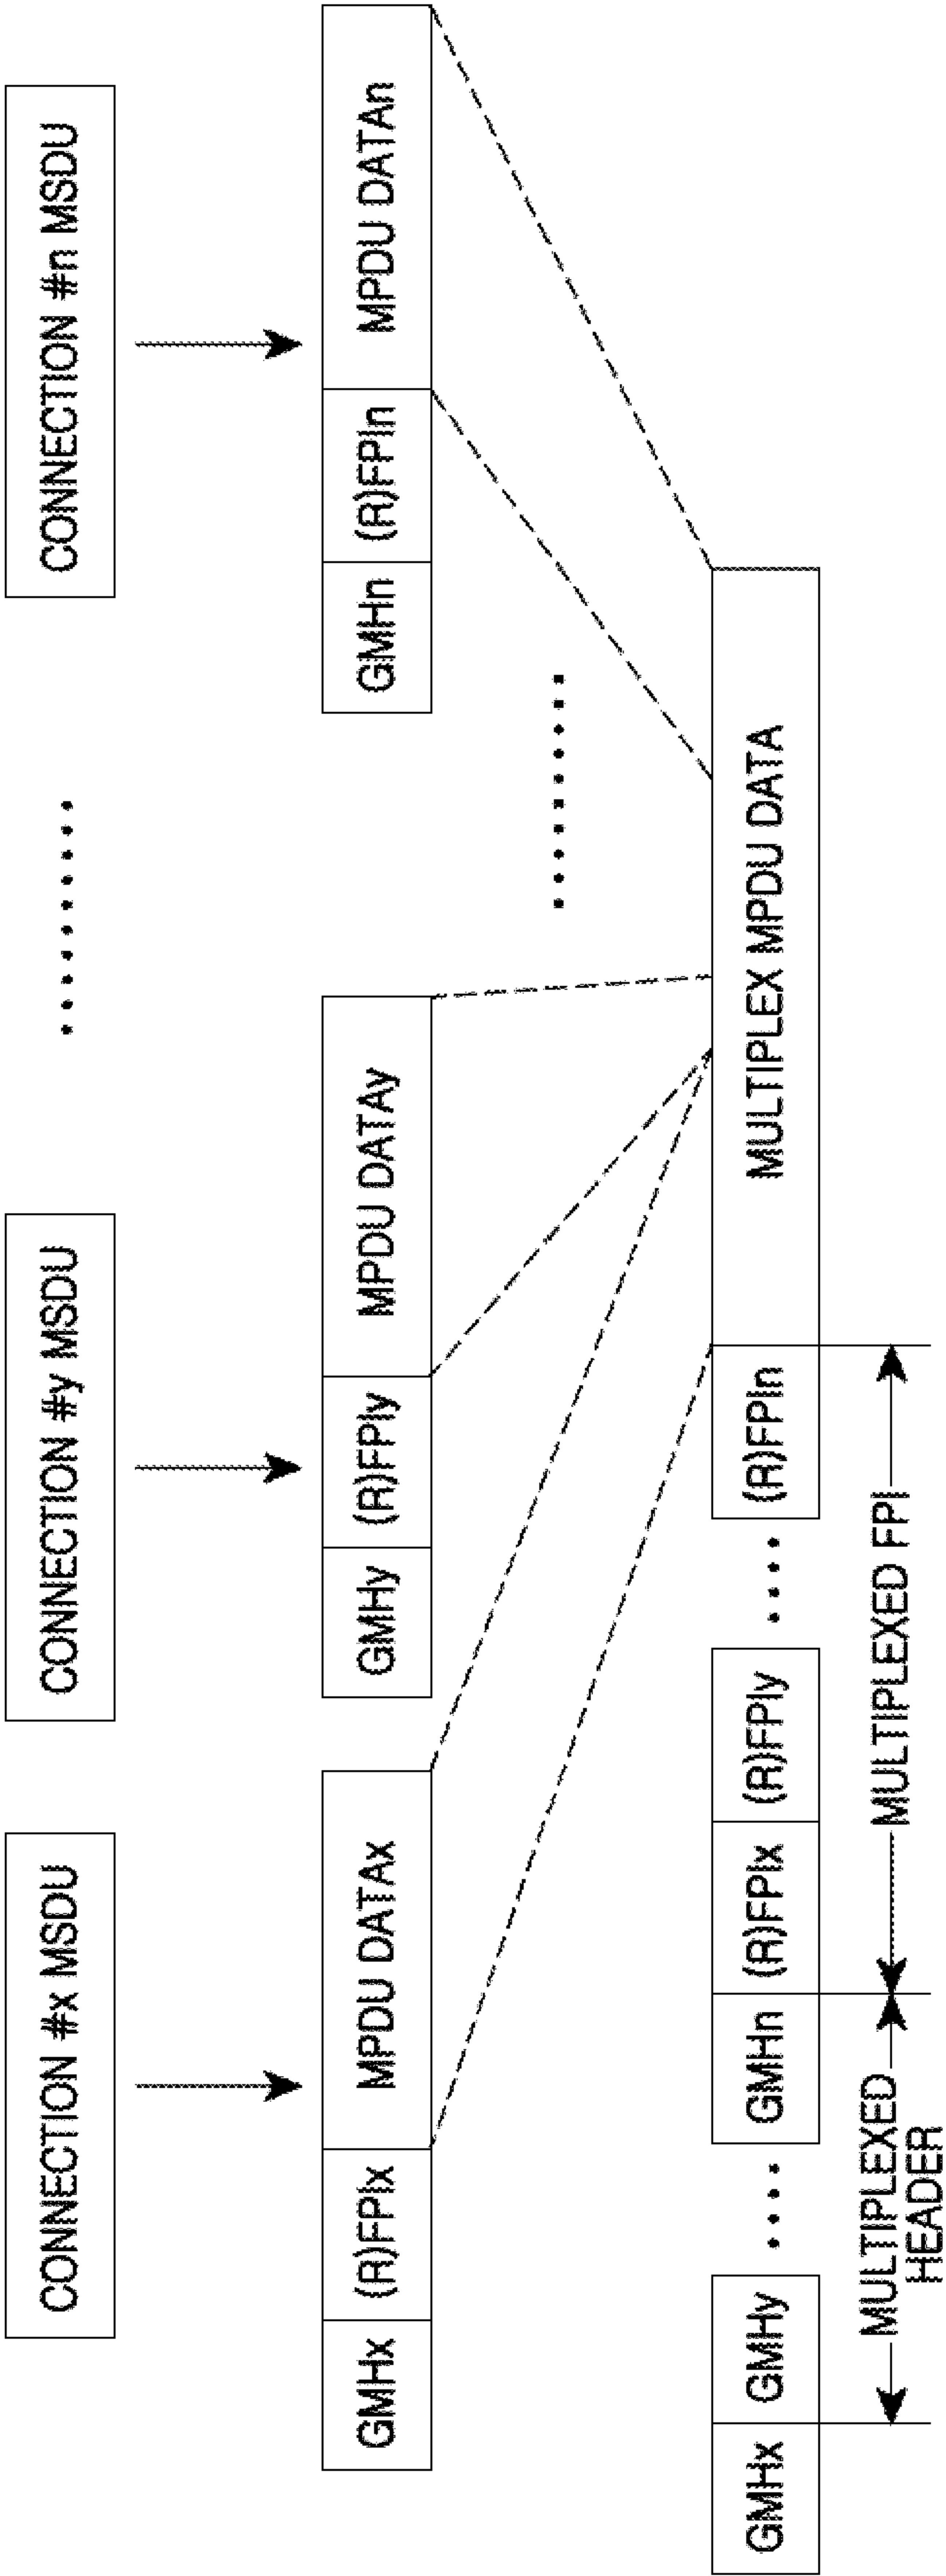 CONNECTION #x MSDU
CONNECTION #y MSDU
CONNECTION #n MSDU
GMHx
(R)FPIx
MPDU DATAx
GMHy
(R)FPIy
MPDU DATAy
GMHn
(R)FPIn
MPDU DATAn
GMHx
GMHy
GMHn
(R)FPIx
(R)FPIy
(R)FPIn
MULTIPLEX MPDU DATA
MULTIPLEXED
HEADER
MULTIPLEXED FPI